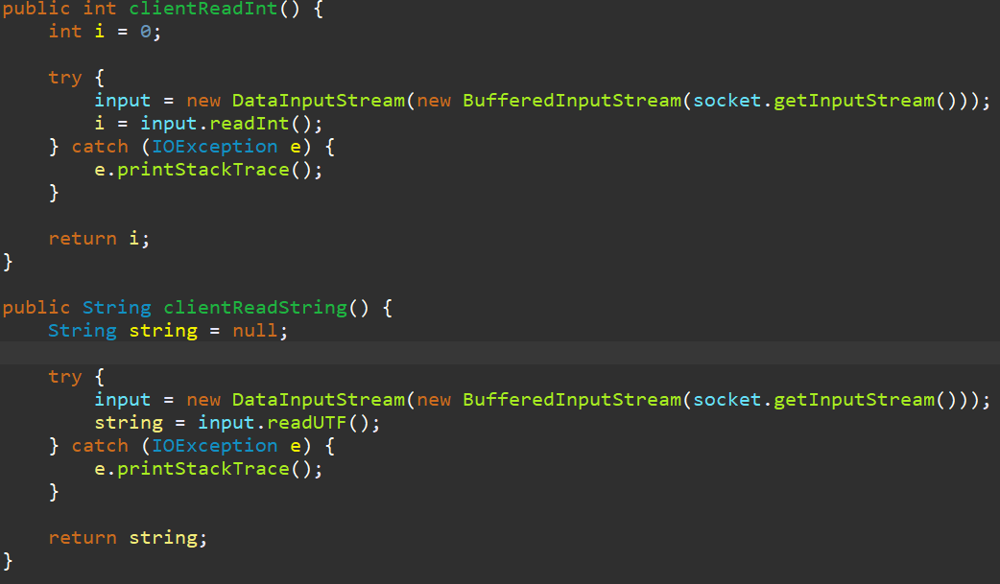 public int clientReadInt() {
    int i = 0;

    try {
        input = new DataInputStream(new BufferedInputStream(socket.getInputStream()));
        i = input.readInt();
    } catch (IOException e) {
        e.printStackTrace();
    }

    return i;
}

public String clientReadString() {
    String string = null;

    try {
        input = new DataInputStream(new BufferedInputStream(socket.getInputStream()));
        string = input.readUTF();
    } catch (IOException e) {
        e.printStackTrace();
    }

    return string;
}